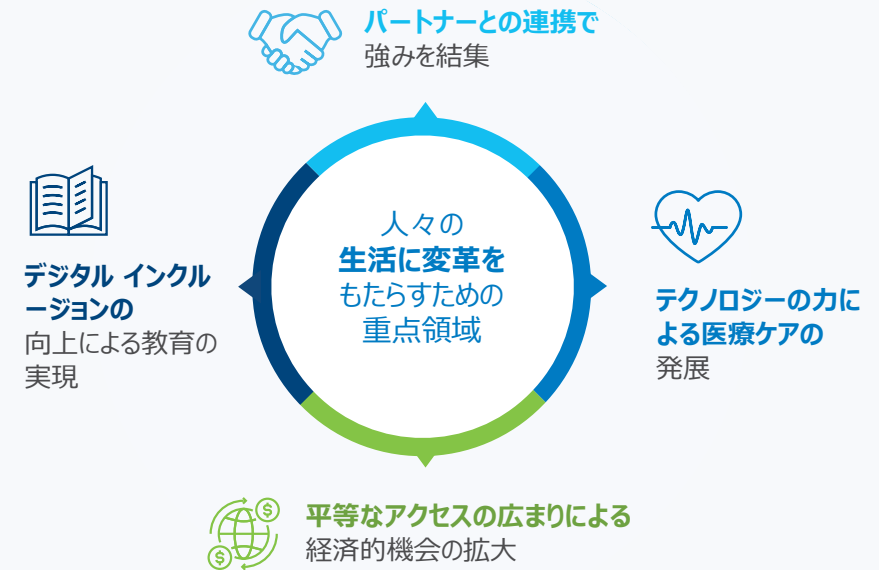 パートナーとの連携で
強みを結集
人々の
生活に変革を
もたらすための
重点領域
デジタル インクル
ージョンの
向上による教育の
実現
テクノロジーの力に
よる医療ケアの
発展
$
$
平等なアクセスの広まりによる
経済的機会の拡大